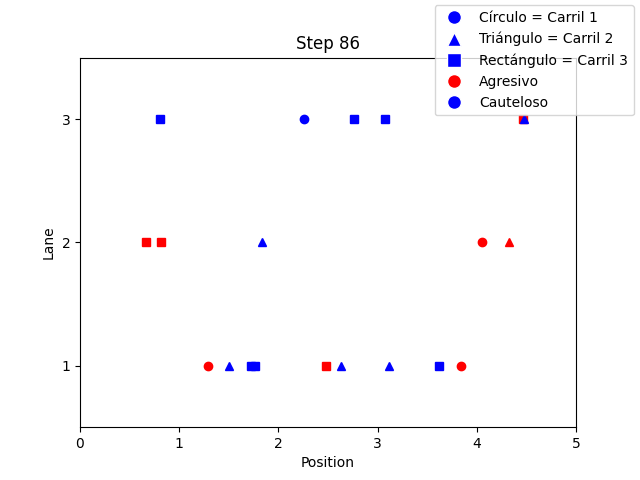 Step 86
Círculo = Carril 1
Triángulo = Carril 2
Rectángulo = Carril 3
Agresivo
Cauteloso
Lane
3
2
1
0 1 2 3 4 5
Position